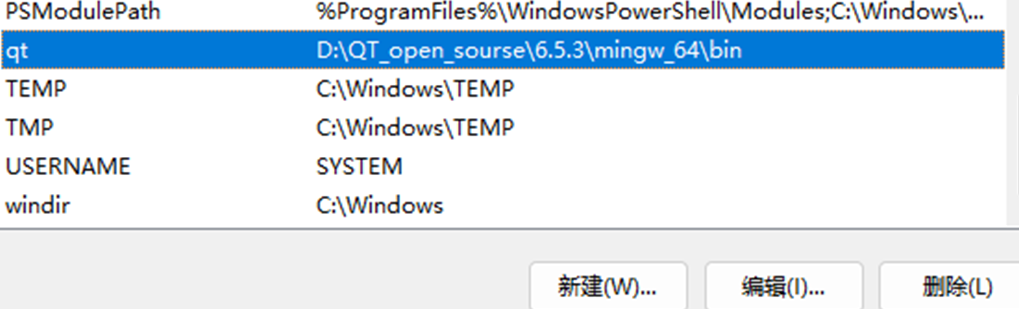 PSModulePath %ProgramFiles%\WindowsPowerShell\Modules;C:\Windows\...
qt D:\QT_open_sourse\6.5.3\mingw_64\bin
TEMP C:\Windows\TEMP
TMP C:\Windows\TEMP
USERNAME SYSTEM
windir C:\Windows
新建(W)... 编辑(I)... 删除(L)